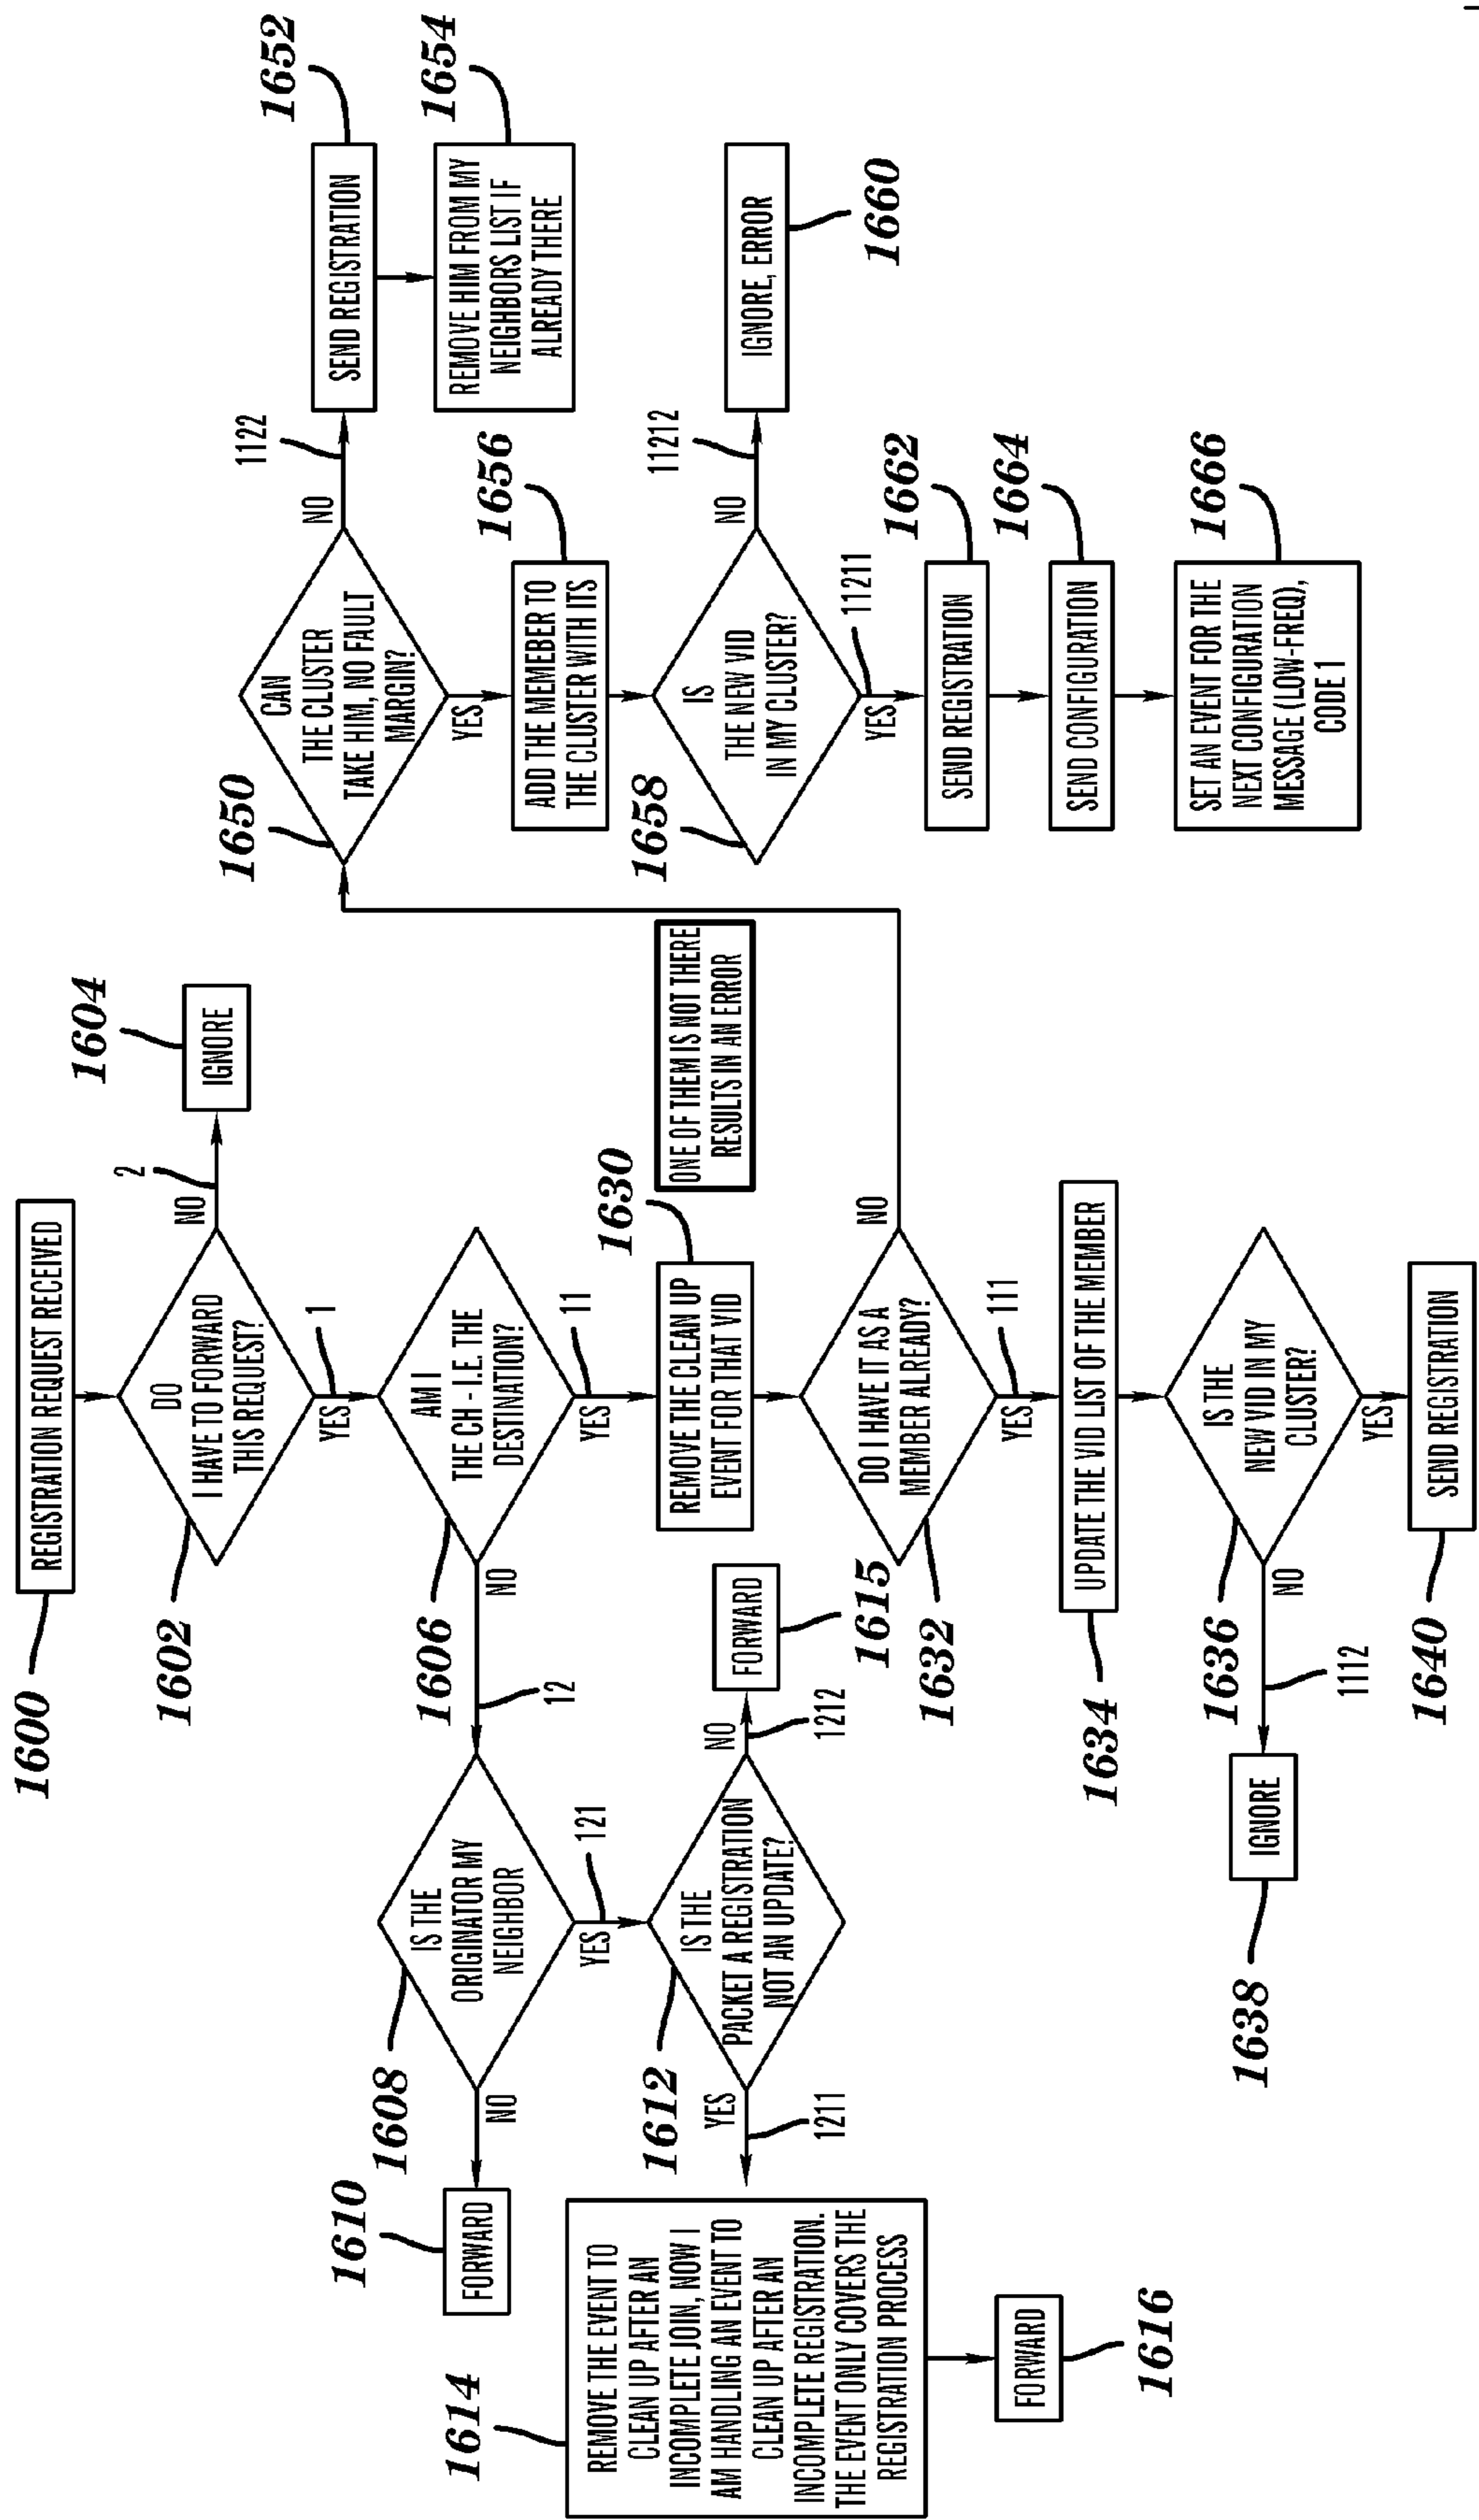 1600
REGISTRATION REQUEST RECEIVED
1602
DO
I HAVE TO FORWARD
THIS REQUEST?
NO
2
IGNORE
1604
YES
1
1606
AM I
THE CH - I.E. THE
DESTINATION?
NO
12
YES
11
1608
IS THE
ORIGINATOR MY
NEIGHBOR
NO
1610
FORWARD
YES
121
1612
IS THE
PACKET A REGISTRATION
NOT AN UPDATE?
YES
1211
NO
1212
FORWARD
1615
1614
REMOVE THE EVENT TO
CLEAN UP AFTER AN
INCOMPLETE JOIN, NOW I
AM HANDLING AN EVENT TO
CLEAN UP AFTER AN
INCOMPLETE REGISTRATION.
THE EVENT ONLY COVERS THE
REGISTRATION PROCESS
FORWARD
1616
1630
REMOVE THE CLEAN UP
EVENT FOR THAT VID
ONE OF THEM IS NOT THERE
RESULTS IN AN ERROR
1632
DO I HAVE IT AS A
MEMBER ALREADY?
NO
YES
111
1634
UPDATE THE VID LIST OF THE MEMBER
1636
IS THE
NEW VID IN MY
CLUSTER?
NO
1112
IGNORE
1638
YES
SEND REGISTRATION
1640
1650
CAN
THE CLUSTER
TAKE HIM, NO FAULT
MARGIN?
NO
1122
SEND REGISTRATION
1652
REMOVE HIM FROM MY
NEIGHBORS LIST IF
ALREADY THERE
1654
YES
ADD THE MEMEBER TO
THE CLUSTER WITH ITS
1656
1658
IS
THE NEW VID
IN MY CLUSTER?
NO
11212
IGNORE, ERROR
1660
YES
11211
SEND REGISTRATION
1662
SEND CONFIGURATION
1664
SET AN EVENT FOR THE
NEXT CONFIGURATION
MESSAGE (LOW-FREQ),
CODE 1
1666